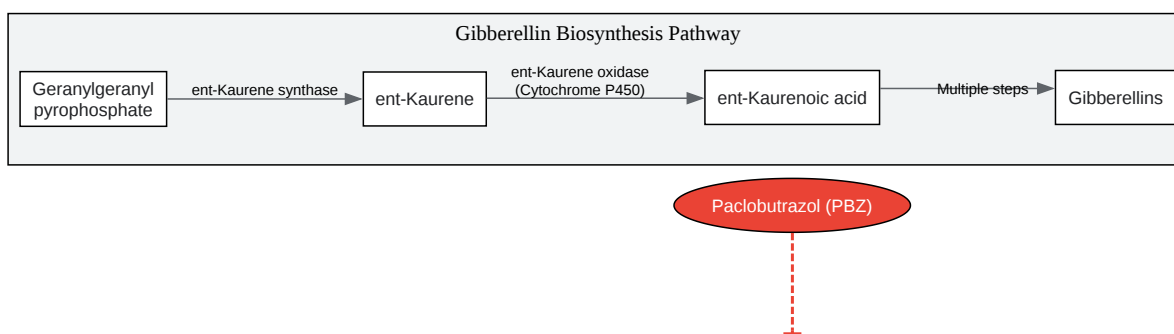 Gibberellin Biosynthesis Pathway
Geranylgeranyl
pyrophosphate
ent-Kaurene synthase
ent-Kaurene
ent-Kaurene oxidase
(Cytochrome P450)
ent-Kaurenoic acid
Multiple steps
Gibberellins
Paclobutrazol (PBZ)